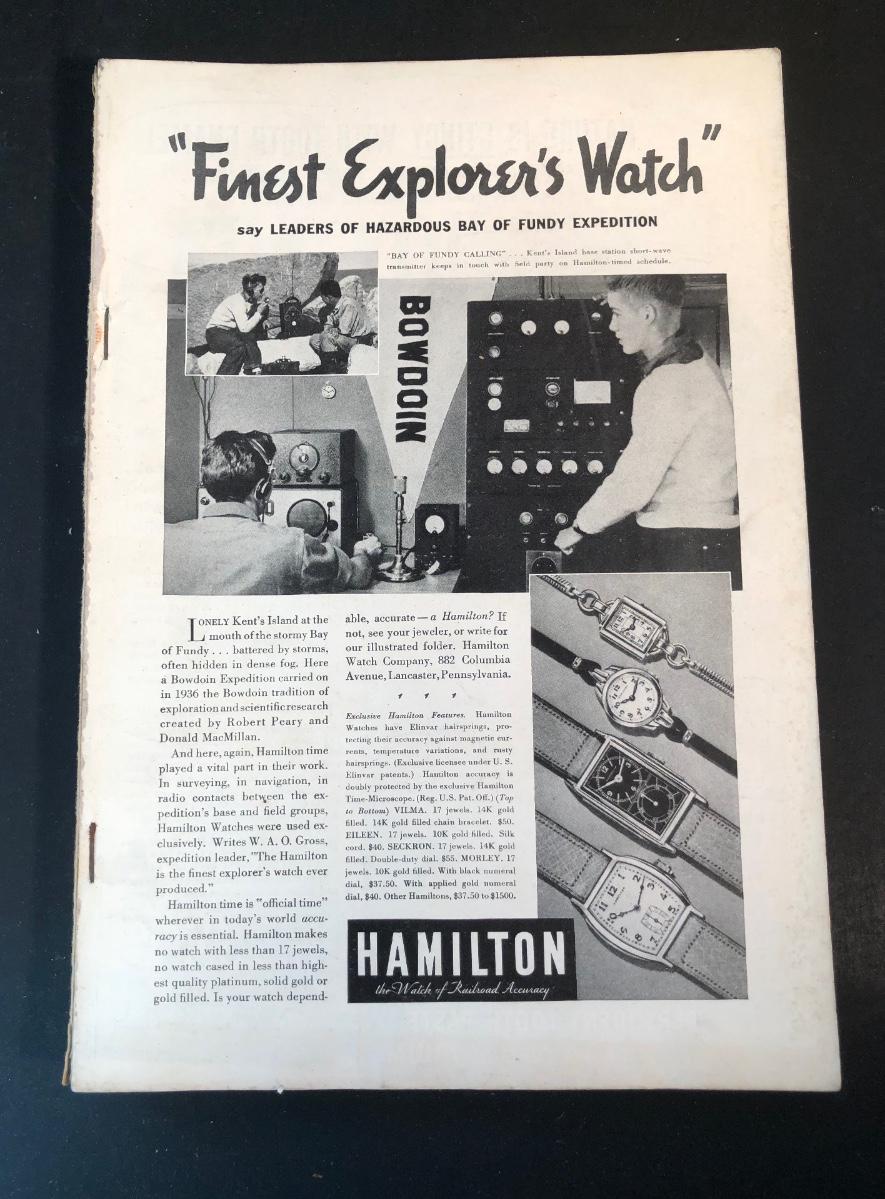 "Finest Explorer's Watch"
say LEADERS OF HAZARDOUS BAY OF FUNDY EXPEDITION
"BAY OF FUNDY CALLING" . . . Kent's Island base station short-wave
transmitter keeps in touch with field party on Hamilton-timed schedule.
BOWDOIN
LONELY Kent's Island at the
mouth of the stormy Bay
of Fundy . . . battered by storms,
often hidden in dense fog. Here
a Bowdoin Expedition carried on
in 1936 the Bowdoin tradition of
exploration and scientific research
created by Robert Peary and
Donald MacMillan.
And here, again, Hamilton time
played a vital part in their work.
In surveying, in navigation, in
radio contacts between the ex-
pedition's base and field groups,
Hamilton Watches were used ex-
clusively. Writes W. A. O. Gross,
expedition leader, "The Hamilton
is the finest explorer's watch ever
produced."
Hamilton time is "official time"
wherever in today's world accu-
racy is essential. Hamilton makes
no watch with less than 17 jewels,
no watch cased in less than high-
est quality platinum, solid gold or
gold filled. Is your watch depend-
able, accurate — a Hamilton? If
not, see your jeweler, or write for
our illustrated folder. Hamilton
Watch Company, 882 Columbia
Avenue, Lancaster, Pennsylvania.
Exclusive Hamilton Features. Hamilton
Watches have Elinvar hairsprings, pro-
tecting their accuracy against magnetic cur-
rents, temperature variations, and rusty
hairsprings. (Exclusive licensee under U. S.
Elinvar patents.) Hamilton accuracy is
doubly protected by the exclusive Hamilton
Time-Microscope. (Reg. U.S. Pat. Off.) (Top
to Bottom) VILMA. 17 jewels. 14K gold
filled. 14K gold filled chain bracelet. $50.
EILEEN. 17 jewels. 10K gold filled. Silk
cord. $40. SECKRON. 17 jewels. 14K gold
filled. Double-duty dial. $55. MORLEY. 17
jewels. 10K gold filled. With black numeral
dial, $37.50. With applied gold numeral
dial, $40. Other Hamiltons, $37.50 to $1500.
HAMILTON
the Watch of Railroad Accuracy